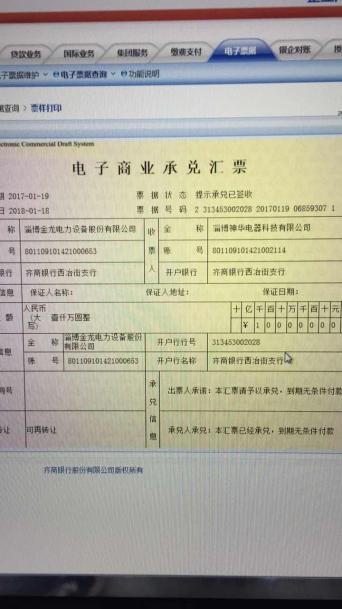 贷款业务 国际业务 集团服务 缴费支付 电子票据 银企对账
子票据维护 电子票据查询 功能说明
据查询 > 票样打印
ectronic Commercial Draft System
电子商业承兑汇票
期 2017-01-19 票据状态 提示承兑已签收
日 2018-01-18 票据号码 2 313453002028 20170119 06859307 1
称 淄博金龙电力设备股份有限公司 收票人 全称 淄博神华电器科技有限公司
号 801109101421000653 账号 801109101421002114
银行 齐商银行西冶街支行 开户银行 齐商银行西冶街支行
信息 保证人名称: 保证人地址: 保证日期:
额 人民币(大写) 壹仟万圆整 十亿千百十万千百十元
¥10000000
全称 淄博金龙电力设备股份有限公司 开户行行号 313453002028
信息 账号 801109101421000653 开户行名称 齐商银行西冶街支行
同号 承兑信息 出票人承诺:本汇票请予以承兑,到期无条件付款
转让 可再转让 承兑人承兑:本汇票已经承兑,到期无条件付款
齐商银行股份有限公司版权所有